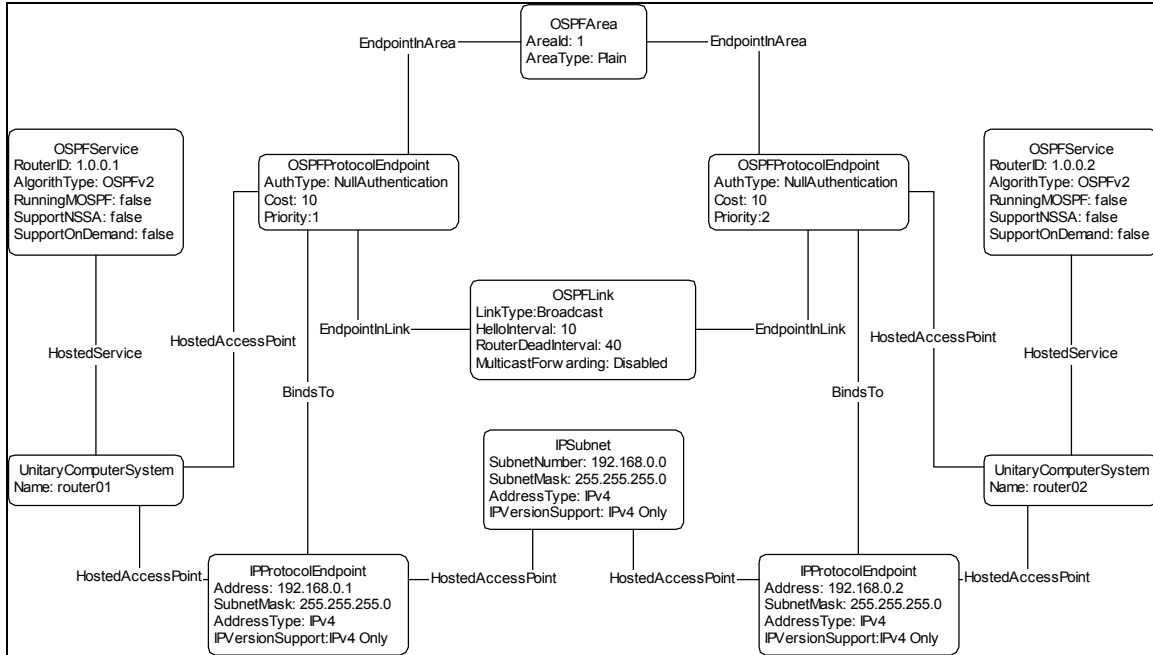 OSPFArea
AreaId: 1
AreaType: Plain
EndpointInArea
EndpointInArea
OSPFService
RouterID: 1.0.0.1
AlgorithType: OSPFv2
RunningMOSPF: false
SupportNSSA: false
SupportOnDemand: false
OSPFProtocolEndpoint
AuthType: NullAuthentication
Cost: 10
Priority:1
OSPFProtocolEndpoint
AuthType: NullAuthentication
Cost: 10
Priority:2
OSPFService
RouterID: 1.0.0.2
AlgorithType: OSPFv2
RunningMOSPF: false
SupportNSSA: false
SupportOnDemand: false
OSPFLink
LinkType:Broadcast
HelloInterval: 10
RouterDeadInterval: 40
MulticastForwarding: Disabled
HostedService
HostedAccessPoint
EndpointInLink
EndpointInLink
HostedAccessPoint
HostedService
BindsTo
BindsTo
UnitaryComputerSystem
Name: router01
IPSubnet
SubnetNumber: 192.168.0.0
SubnetMask: 255.255.255.0
AddressType: IPv4
IPVersionSupport: IPv4 Only
UnitaryComputerSystem
Name: router02
HostedAccessPoint
HostedAccessPoint
HostedAccessPoint
HostedAccessPoint
IPProtocolEndpoint
Address: 192.168.0.1
SubnetMask: 255.255.255.0
AddressType: IPv4
IPVersionSupport:IPv4 Only
IPProtocolEndpoint
Address: 192.168.0.2
SubnetMask: 255.255.255.0
AddressType: IPv4
IPVersionSupport:IPv4 Only